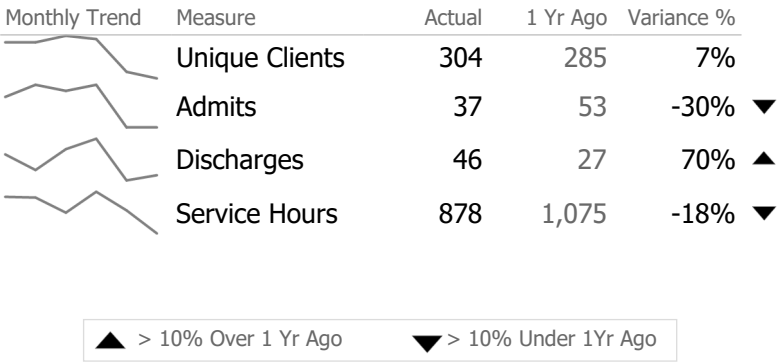 Monthly Trend Measure Actual 1 Yr Ago Variance %
Unique Clients 304 285 7%
Admits 37 53 -30% ▼
Discharges 46 27 70% ▲
Service Hours 878 1,075 -18% ▼
▲ > 10% Over 1 Yr Ago ▼ > 10% Under 1Yr Ago